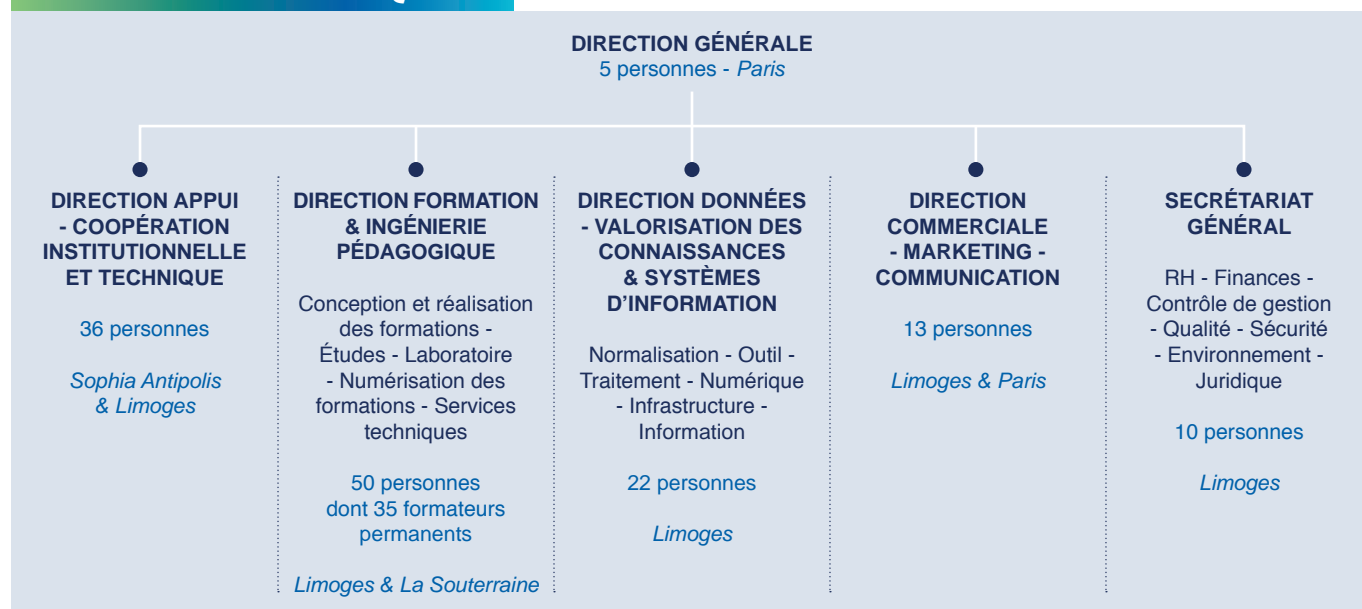 DIRECTION GÉNÉRALE
5 personnes - Paris
DIRECTION APPUI
- COOPÉRATION
INSTITUTIONNELLE
ET TECHNIQUE
36 personnes
Sophia Antipolis
& Limoges
DIRECTION FORMATION
& INGÉNIERIE
PÉDAGOGIQUE
Conception et réalisation
des formations -
Études - Laboratoire
- Numérisation des
formations - Services
techniques
50 personnes
dont 35 formateurs
permanents
Limoges & La Souterraine
DIRECTION DONNÉES
- VALORISATION DES
CONNAISSANCES
& SYSTÈMES
D’INFORMATION
Normalisation - Outil -
Traitement - Numérique
- Infrastructure -
Information
22 personnes
Limoges
DIRECTION
COMMERCIALE
- MARKETING -
COMMUNICATION
13 personnes
Limoges & Paris
SECRÉTARIAT
GÉNÉRAL
RH - Finances -
Contrôle de gestion
- Qualité - Sécurité
- Environnement -
Juridique
10 personnes
Limoges